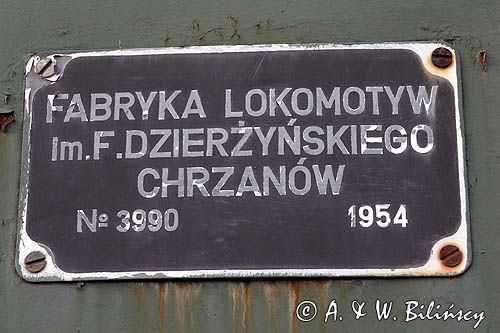 FABRYKA LOKOMOTYW
Im. F. DZIERŻYŃSKIEGO
CHRZANÓW
№ 3990 1954
© A. & W. Bilińscy